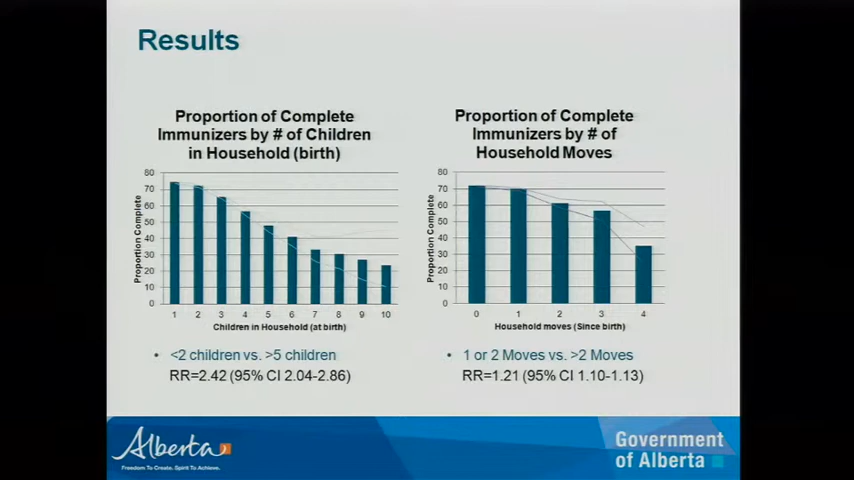 Results
Proportion of Complete
Immunizers by # of Children
in Household (birth)
80
70
60
50
40
30
20
10
0
Proportion Complete
1 2 3 4 5 6 7 8 9 10
Children in Household (at birth)
• <2 children vs. >5 children
RR=2.42 (95% CI 2.04-2.86)
Proportion of Complete
Immunizers by # of
Household Moves
80
70
60
50
40
30
20
10
0
Proportion Complete
0 1 2 3 4
Household moves (Since birth)
• 1 or 2 Moves vs. >2 Moves
RR=1.21 (95% CI 1.10-1.13)
Alberta
Freedom To Create. Spirit To Achieve.
Government
of Alberta